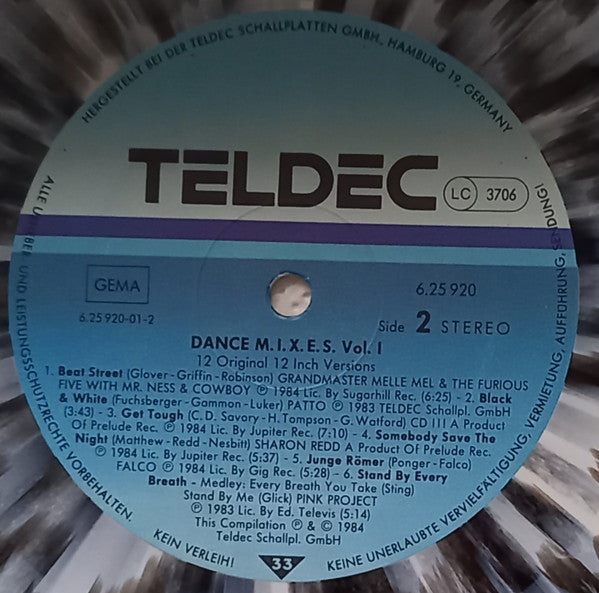 HERGESTELLT BEI DER TELDEC SCHALLPLATTEN GMBH, HAMBURG 19, GERMANY
TELDEC
LC 3706
GEMA
6.25 920
6.25 920-01-2
Side 2 STEREO
DANCE M.I.X.E.S. Vol. I
12 Original 12 Inch Versions
1. Beat Street (Glover-Griffin-Robinson) GRANDMASTER MELLE MEL & THE FURIOUS
FIVE WITH MR. NESS & COWBOY ℗ 1984 Lic. By Sugarhill Rec. (6:25) - 2. Black
& White (Fuchsberger-Gammon-Luker) PATTO ℗ 1983 TELDEC Schallpl. GmbH
(3:43) - 3. Get Tough (C. D. Savary-H. Tompson-G. Watford) CD III A Product
Of Prelude Rec. ℗ 1984 Lic. By Jupiter Rec. (7:10) - 4. Somebody Save The
Night (Matthew-Redd-Nesbitt) SHARON REDD A Product Of Prelude Rec.
℗ 1984 Lic. By Jupiter Rec. (5:37) - 5. Junge Römer (Ponger-Falco)
FALCO ℗ 1984 Lic. By Gig Rec. (5:28) - 6. Stand By Every
Breath - Medley: Every Breath You Take (Sting)
Stand By Me (Glick) PINK PROJECT
℗ 1983 Lic. By Ed. Televis (5:14)
This Compilation ℗ & © 1984
Teldec Schallpl. GmbH
33
ALLE UND LEISTUNGSSCHUTZRECHTE VORBEHALTEN.
KEIN VERLEIH!
KEINE UNERLAUBTE VERVIELFÄLTIGUNG, VERMIETUNG, AUFFÜHRUNG, SENDUNG!